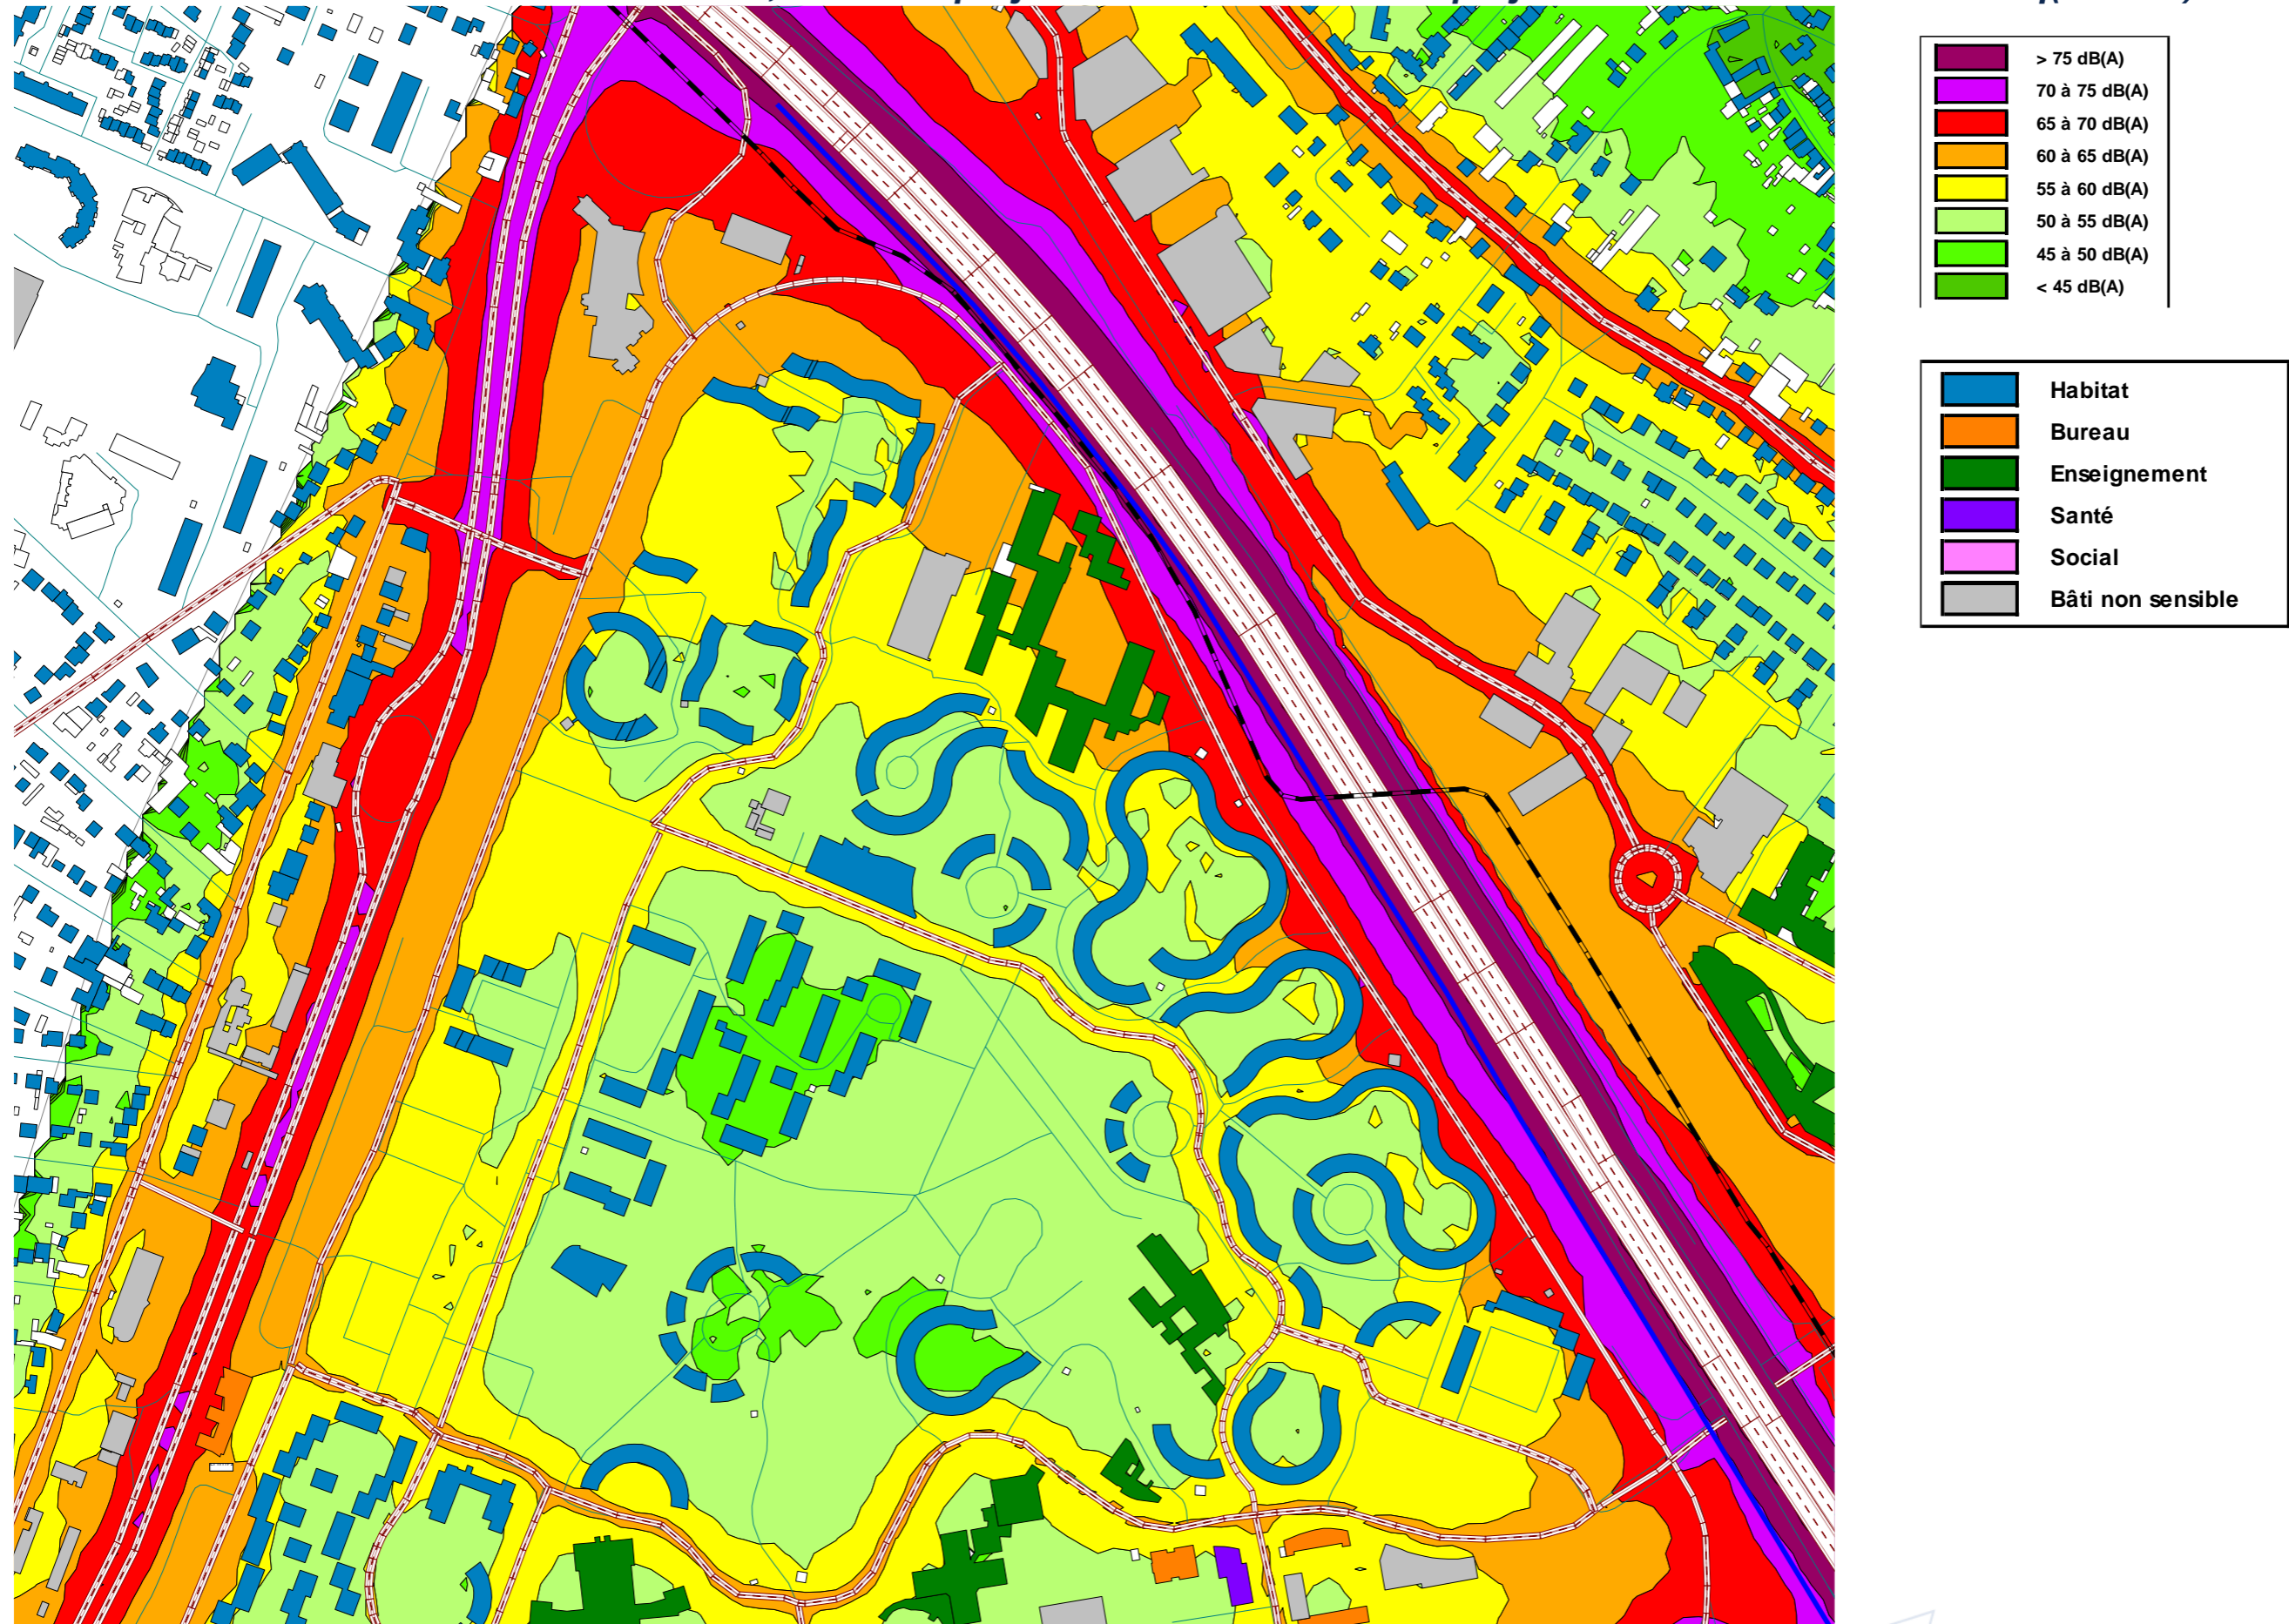 > 75 dB(A)
70 à 75 dB(A)
65 à 70 dB(A)
60 à 65 dB(A)
55 à 60 dB(A)
50 à 55 dB(A)
45 à 50 dB(A)
< 45 dB(A)
Habitat
Bureau
Enseignement
Santé
Social
Bâti non sensible